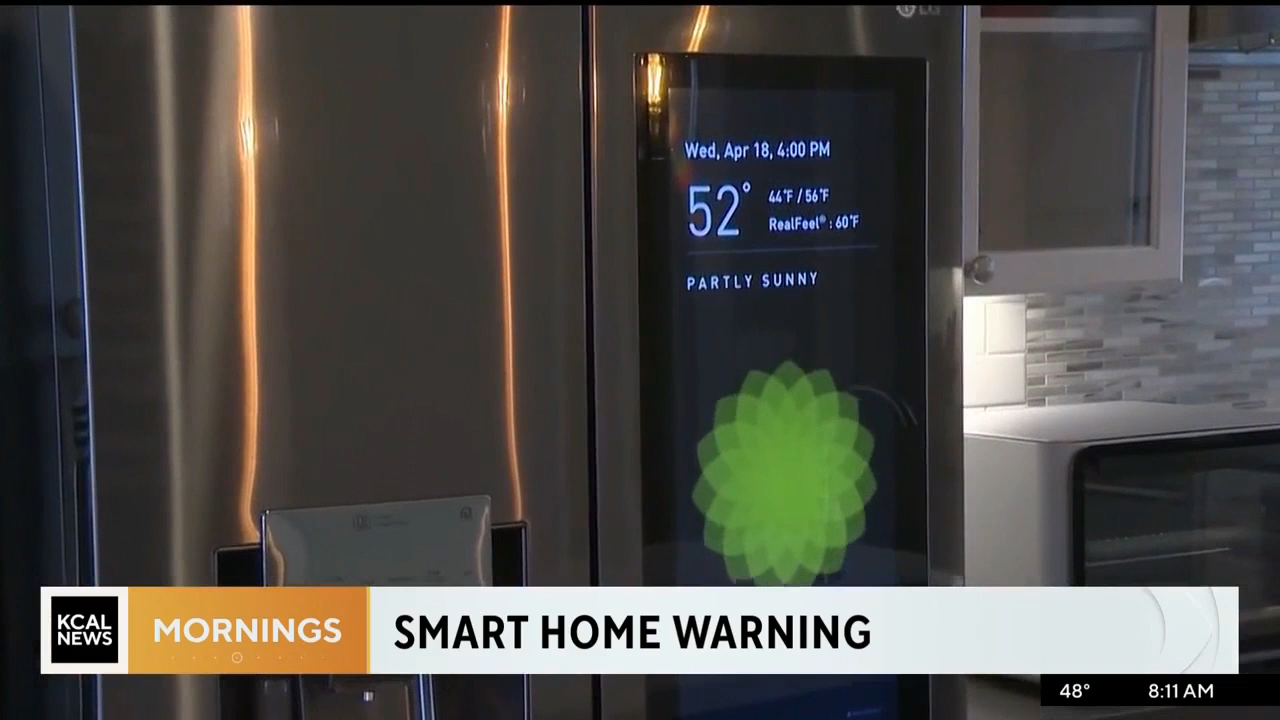 LG
Wed, Apr 18, 4:00 PM
52°
44°F / 56°F
RealFeel® : 60°F
PARTLY SUNNY
KCAL
NEWS
MORNINGS
SMART HOME WARNING
48°
8:11 AM